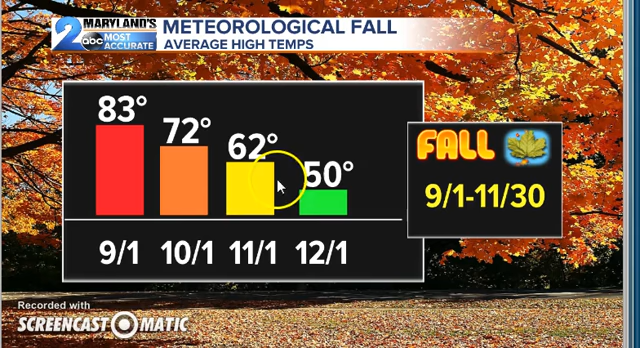 2 abc
MARYLAND'S
MOST
ACCURATE
METEOROLOGICAL FALL
AVERAGE HIGH TEMPS
83° 72° 62° 50°
9/1 10/1 11/1 12/1
FALL
9/1-11/30
Recorded with
SCREENCAST-O-MATIC